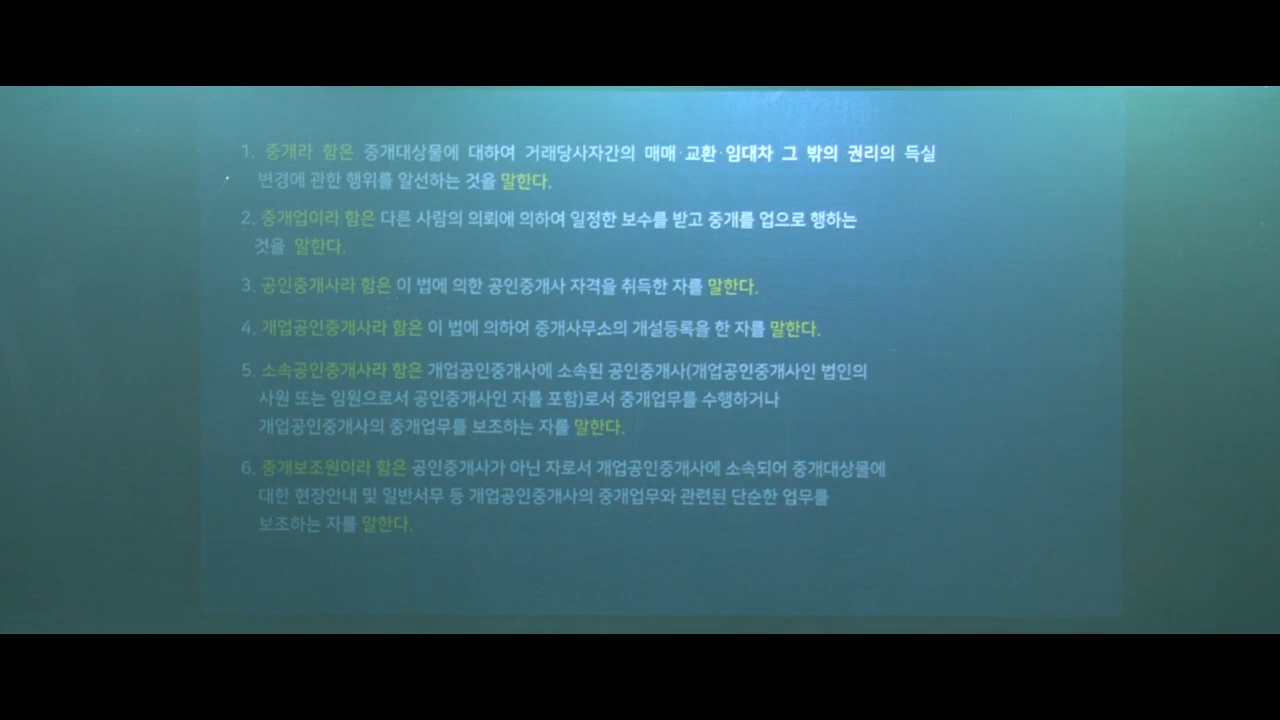 1. 중개라 함은 중개대상물에 대하여 거래당사자간의 매매·교환·임대차 그 밖의 권리의 득실
변경에 관한 행위를 알선하는 것을 말한다.
2. 중개업이라 함은 다른 사람의 의뢰에 의하여 일정한 보수를 받고 중개를 업으로 행하는
것을 말한다.
3. 공인중개사라 함은 이 법에 의한 공인중개사 자격을 취득한 자를 말한다.
4. 개업공인중개사라 함은 이 법에 의하여 중개사무소의 개설등록을 한 자를 말한다.
5. 소속공인중개사라 함은 개업공인중개사에 소속된 공인중개사(개업공인중개사인 법인의
사원 또는 임원으로서 공인중개사인 자를 포함)로서 중개업무를 수행하거나
개업공인중개사의 중개업무를 보조하는 자를 말한다.
6. 중개보조원이라 함은 공인중개사가 아닌 자로서 개업공인중개사에 소속되어 중개대상물에
대한 현장안내 및 일반서무 등 개업공인중개사의 중개업무와 관련된 단순한 업무를
보조하는 자를 말한다.